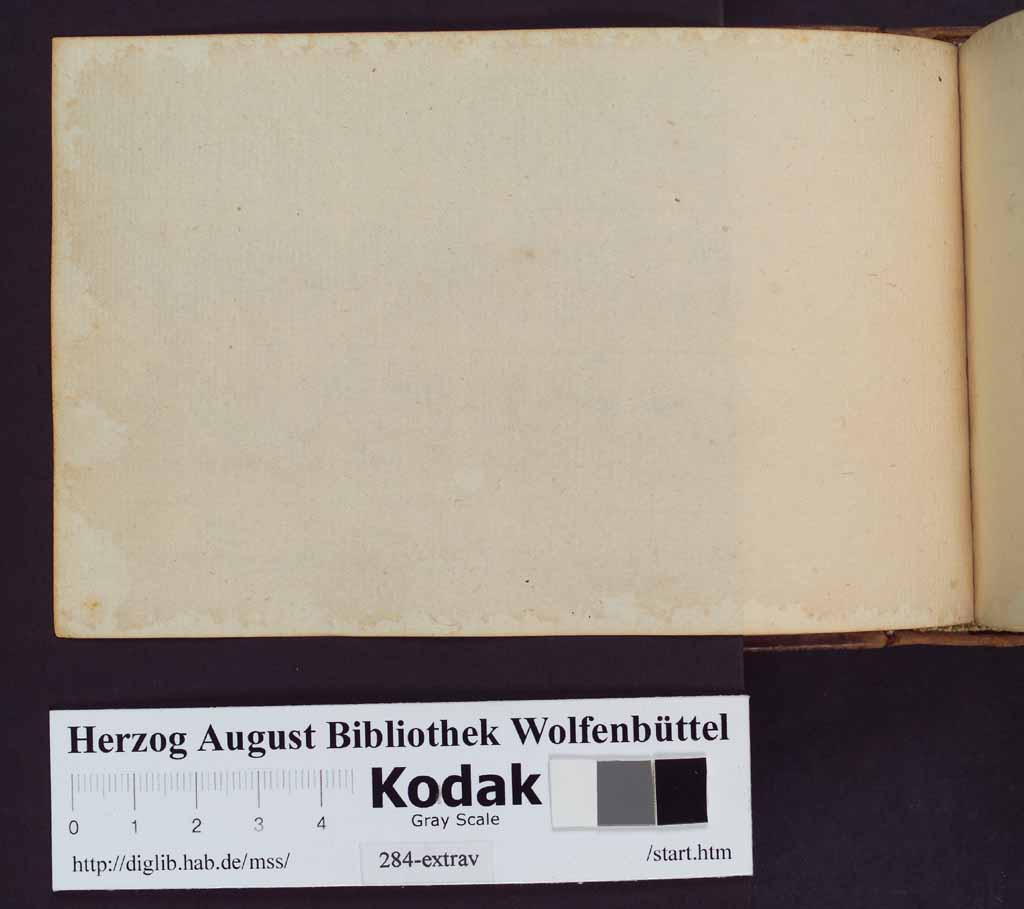 Herzog August Bibliothek Wolfenbüttel
Kodak
Gray Scale
0 1 2 3 4
http://diglib.hab.de/mss/ 284-extrav /start.htm